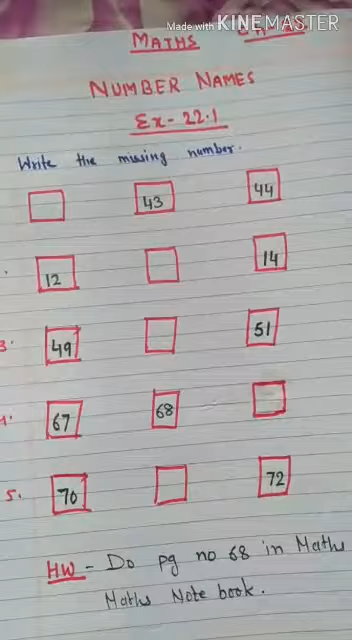 Made with KINEMASTER
MATHS
NUMBER NAMES
Ex- 22.1
Write the missing number.
43 44
12 14
3. 49 51
4. 67 68
5. 70 72
HW - Do pg no 68 in Maths
Maths Note book.